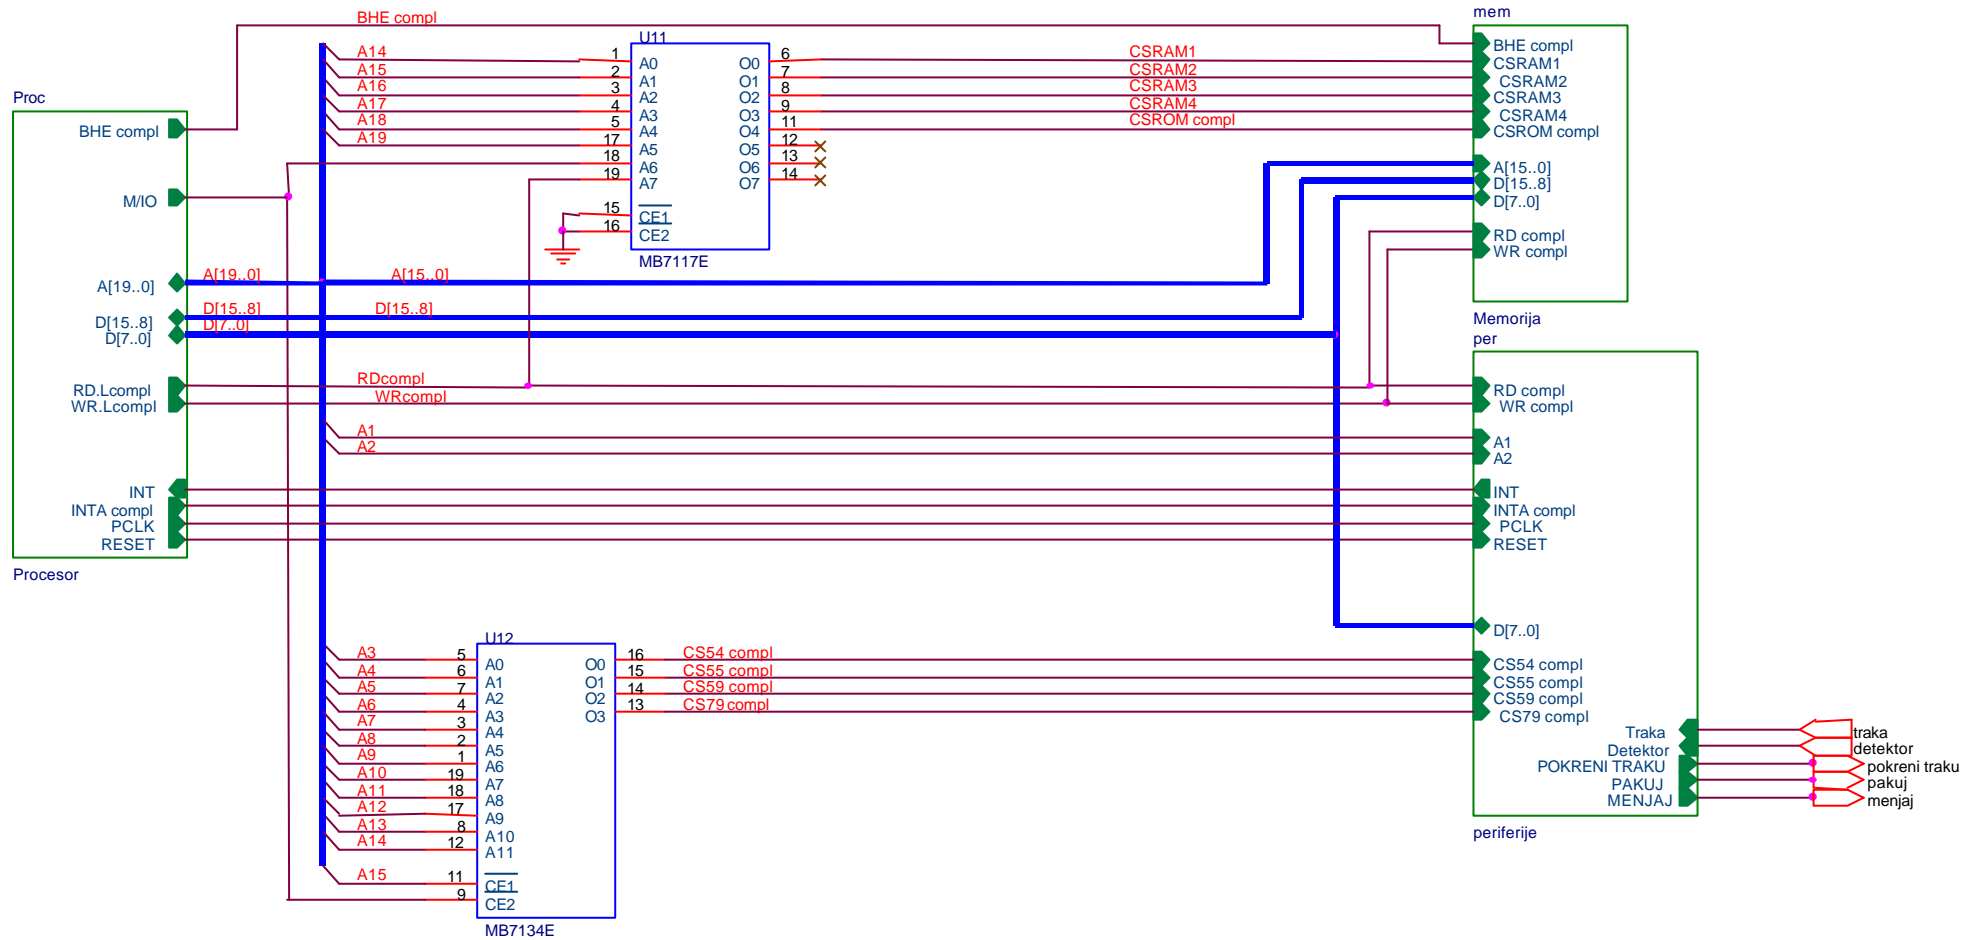 Proc
BHE compl
M/IO
A[19..0]
D[15..8]
D[7..0]
RD.Lcompl
WR.Lcompl
INT
INTA compl
PCLK
RESET
Procesor
BHE compl
A[19..0]
A[15..0]
D[15..8]
D[15..8]
D[7..0]
RDcompl
WRcompl
A1
A2
U11
A14 1 A0 O0 6 CSRAM1
A15 2 A1 O1 7 CSRAM2
A16 3 A2 O2 8 CSRAM3
A17 4 A3 O3 9 CSRAM4
A18 5 A4 O4 11 CSROM compl
A19 17 A5 O5 12
18 A6 O6 13
19 A7 O7 14
15 CE1
16 CE2
MB7117E
U12
A3 5 A0 O0 16 CS54 compl
A4 6 A1 O1 15 CS55 compl
A5 7 A2 O2 14 CS59 compl
A6 4 A3 O3 13 CS79 compl
A7 3 A4
A8 2 A5
A9 1 A6
A10 19 A7
A11 18 A8
A12 17 A9
A13 8 A10
A14 12 A11
A15 11 CE1
9 CE2
MB7134E
mem
BHE compl
CSRAM1
CSRAM2
CSRAM3
CSRAM4
CSROM compl
A[15..0]
D[15..8]
D[7..0]
RD compl
WR compl
Memorija
per
RD compl
WR compl
A1
A2
INT
INTA compl
PCLK
RESET
D[7..0]
CS54 compl
CS55 compl
CS59 compl
CS79 compl
Traka traka
Detektor detektor
POKRENI TRAKU pokreni traku
PAKUJ pakuj
MENJAJ menjaj
periferije